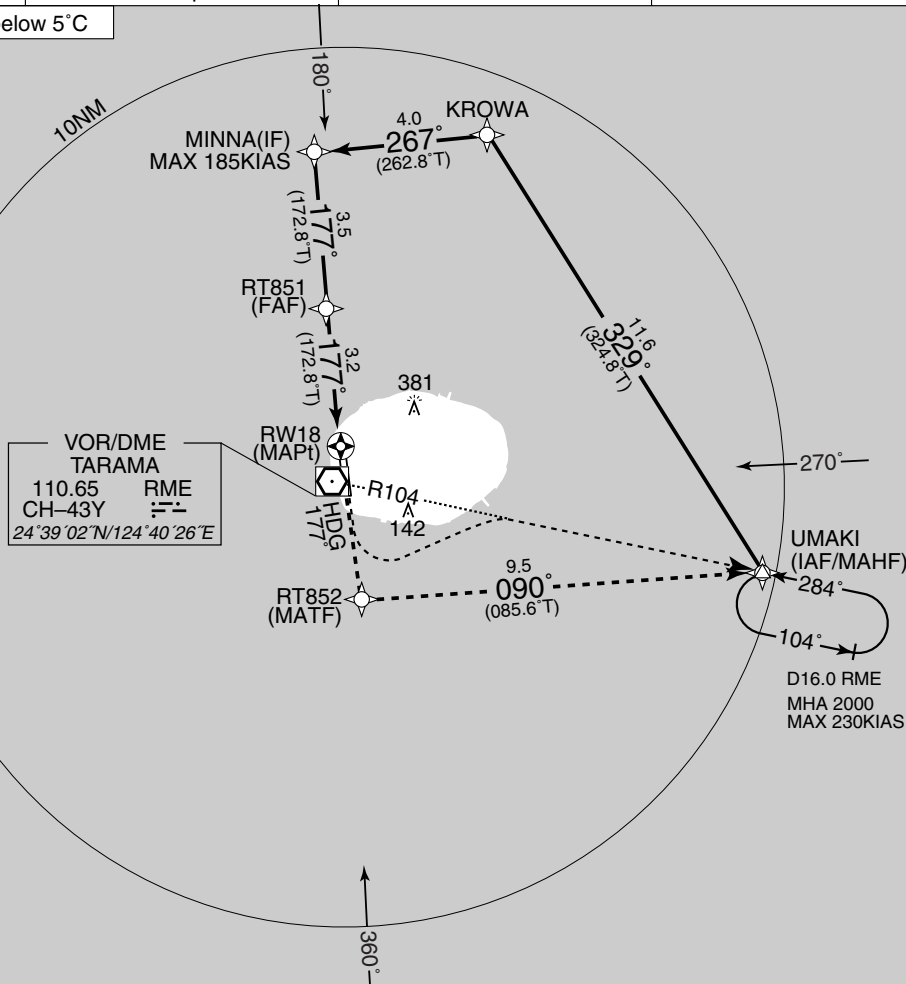 elow 5˚C
180˚
10NM
KROWA
4.0
267˚
(262.8˚T)
MINNA(IF)
MAX 185KIAS
3.5
177˚
(172.8˚T)
RT851
(FAF)
11.6
329˚
(324.8˚T)
3.2
177˚
(172.8˚T)
381
RW18
(MAPt)
VOR/DME
TARAMA
110.65 RME
CH–43Y
24˚39´02˝N/124˚40´26˝E
270˚
R104
142
HDG
177˚
UMAKI
(IAF/MAHF)
9.5
090˚
(085.6˚T)
RT852
(MATF)
284˚
104˚
D16.0 RME
MHA 2000
MAX 230KIAS
360˚